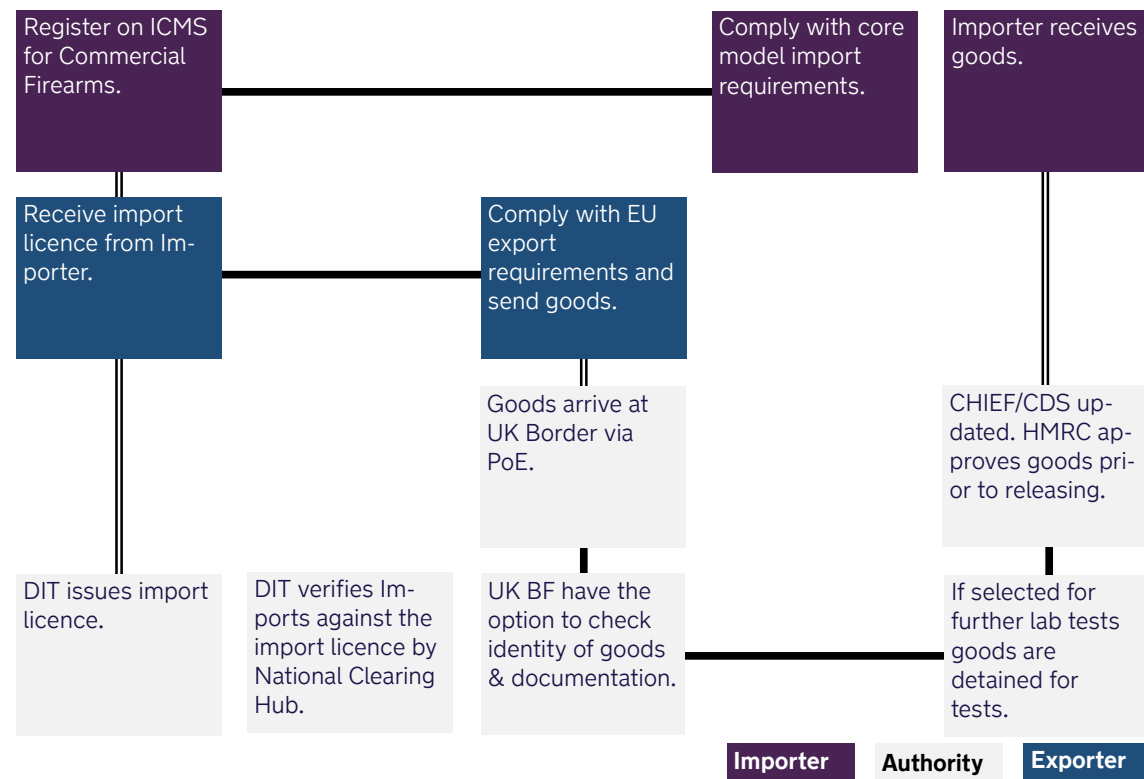 Register on ICMS
for Commercial
Firearms.
Comply with core
model import
requirements.
Importer receives
goods.
Receive import
licence from Im-
porter.
Comply with EU
export
requirements and
send goods.
Goods arrive at
UK Border via
PoE.
CHIEF/CDS up-
dated. HMRC ap-
proves goods pri-
or to releasing.
DIT issues import
licence.
DIT verifies Im-
ports against the
import licence by
National Clearing
Hub.
UK BF have the
option to check
identity of goods
& documentation.
If selected for
further lab tests
goods are
detained for
tests.
Importer
Authority
Exporter